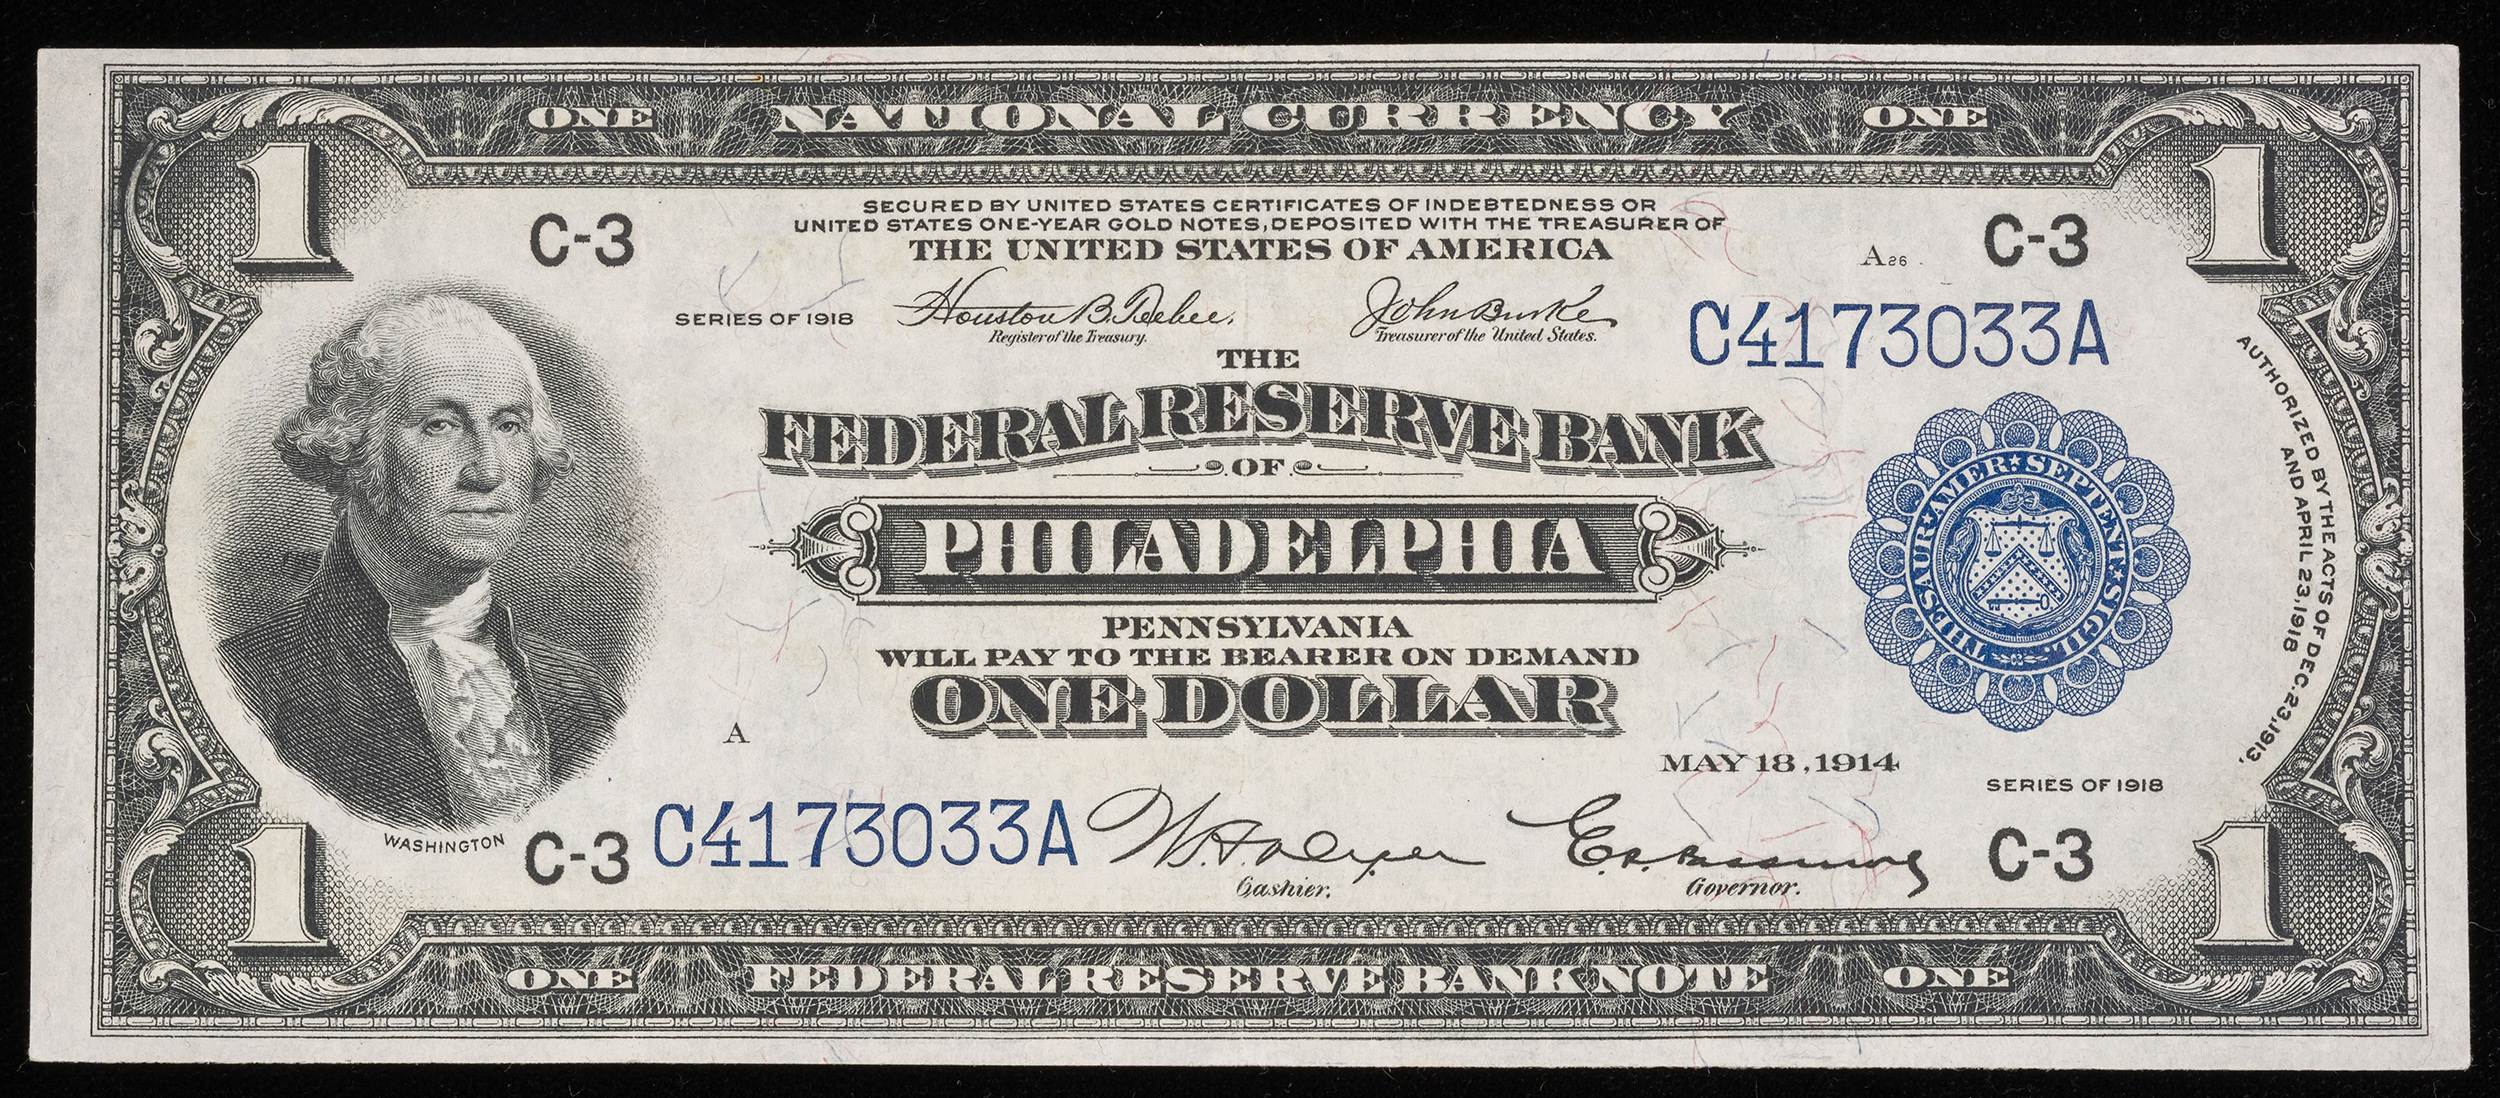 ONE NATIONAL CURRENCY ONE
1 1
C-3 C-3
SECURED BY UNITED STATES CERTIFICATES OF INDEBTEDNESS OR
UNITED STATES ONE-YEAR GOLD NOTES, DEPOSITED WITH THE TREASURER OF
THE UNITED STATES OF AMERICA
A26
SERIES OF 1918
Houston B. Teehee.
Register of the Treasury.
John Burke
Treasurer of the United States.
C4173033A
THE
FEDERAL RESERVE BANK
OF
PHILADELPHIA
PENNSYLVANIA
WILL PAY TO THE BEARER ON DEMAND
ONE DOLLAR
THESAUR. AMER. SEPTENT. SIGIL.
AUTHORIZED BY THE ACTS OF DEC. 23, 1913,
AND APRIL 23, 1918
A
MAY 18, 1914
SERIES OF 1918
WASHINGTON
C-3 C4173033A
Cashier.
Governor.
C-3
1 1
ONE FEDERAL RESERVE BANK NOTE ONE